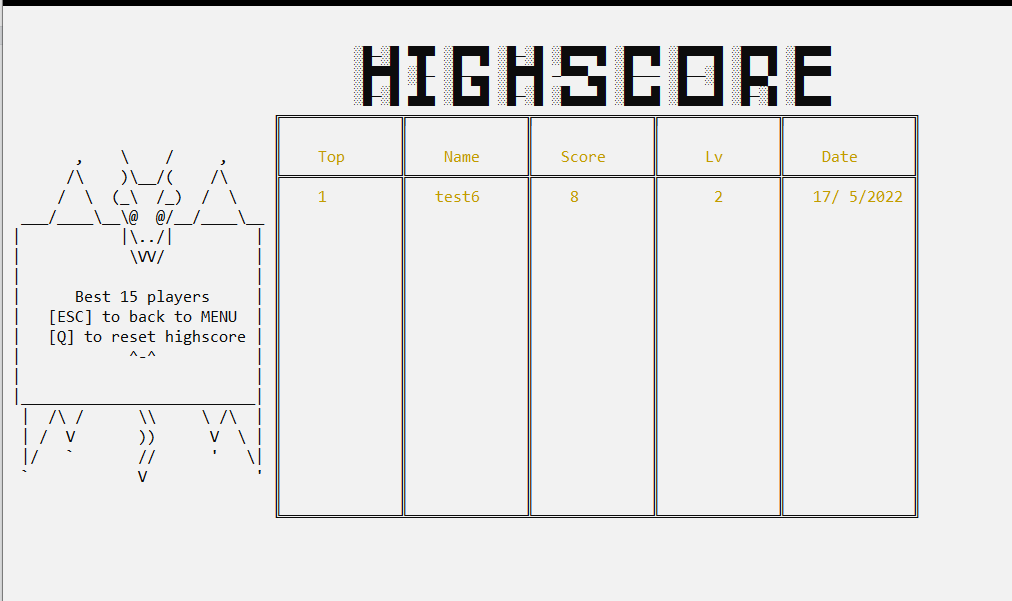 HIGHSCORE
Top Name Score Lv Date
1 test6 8 2 17/ 5/2022
Best 15 players
[ESC] to back to MENU
[Q] to reset highscore
^-^